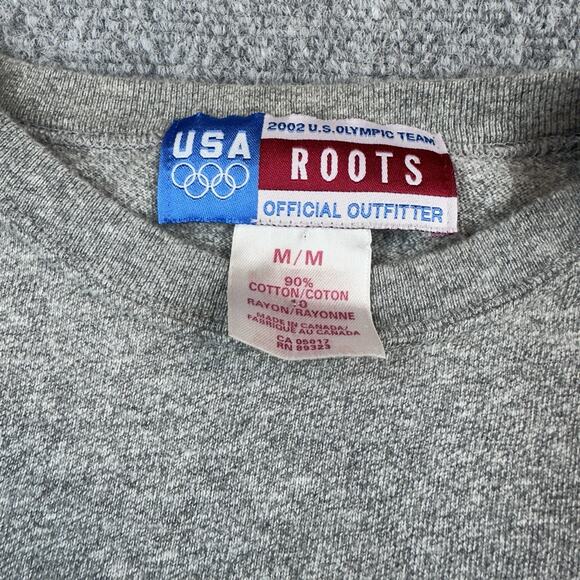 USA
2002 U.S. OLYMPIC TEAM
ROOTS
OFFICIAL OUTFITTER
M/M
90%
COTTON/COTON
10
RAYON/RAYONNE
MADE IN CANADA/
FABRIQUÉ AU CANADA
CA 05017
RN 89323